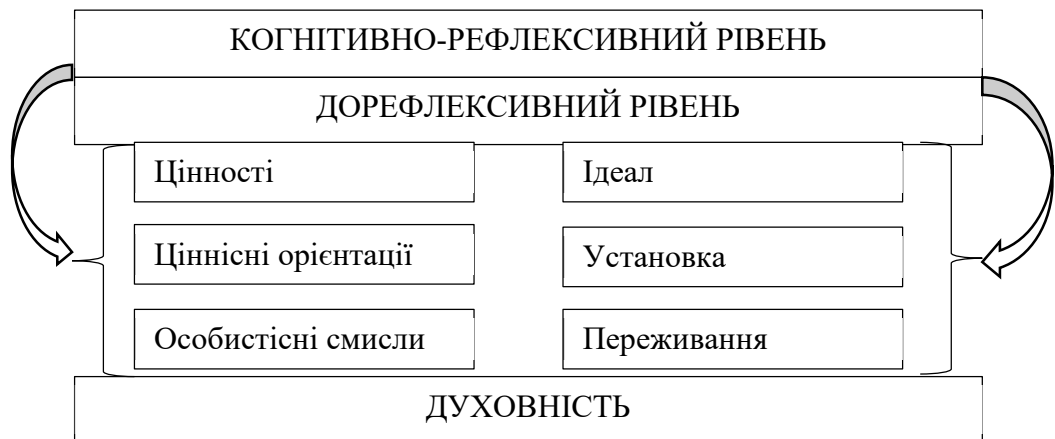 КОГНІТИВНО-РЕФЛЕКСИВНИЙ РІВЕНЬ
ДОРЕФЛЕКСИВНИЙ РІВЕНЬ
Цінності
Ідеал
Ціннісні орієнтації
Установка
Особистісні смисли
Переживання
ДУХОВНІСТЬ